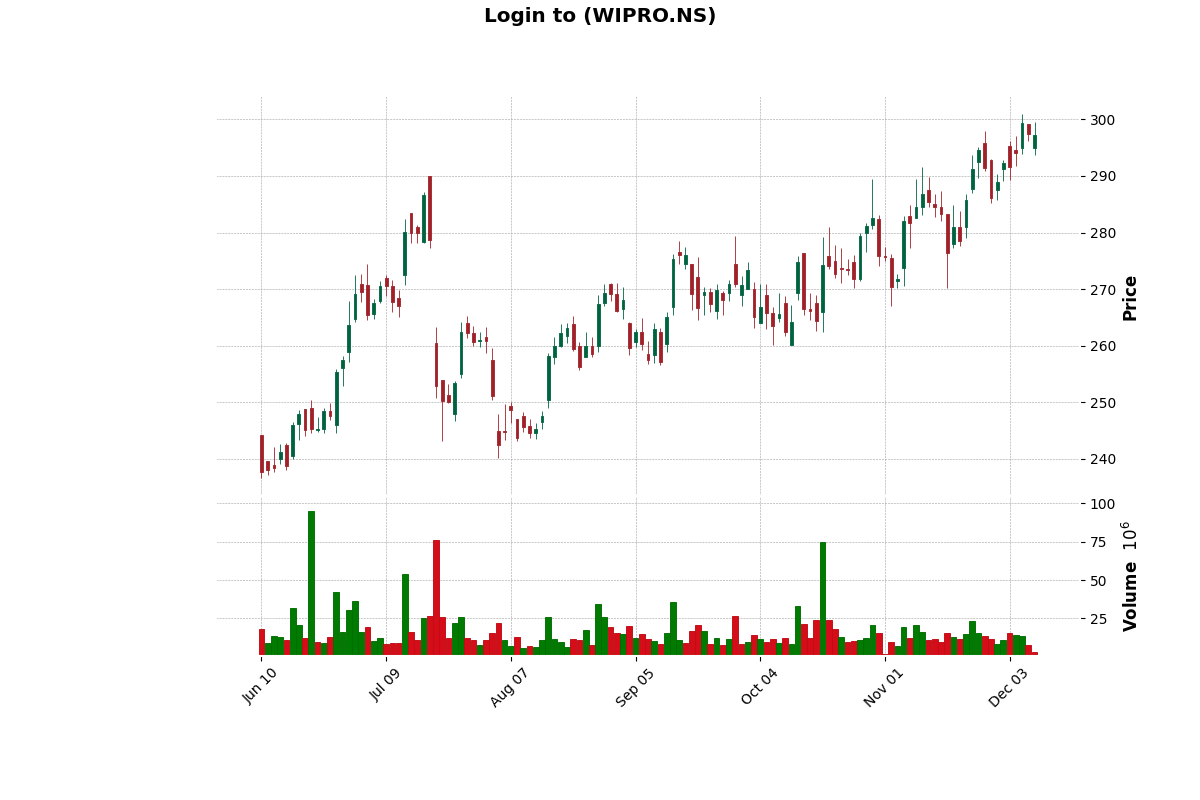 Login to (WIPRO.NS)
300
290
280
270
260
250
240
Price
100
75
50
25
Volume 10^6
Jun 10
Jul 09
Aug 07
Sep 05
Oct 04
Nov 01
Dec 03